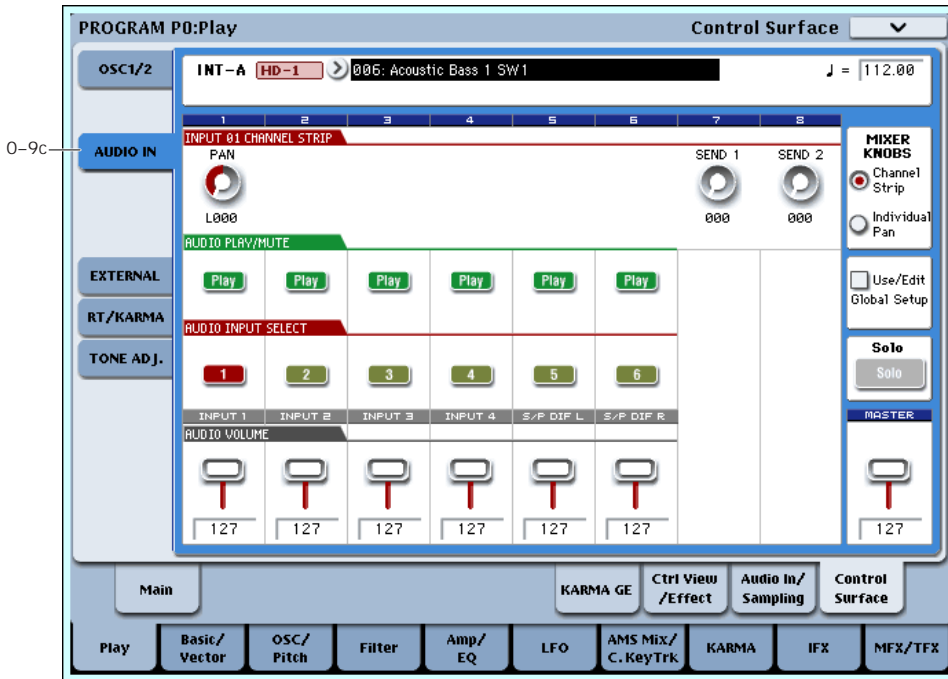 PROGRAM P0:Play
Control Surface
OSC1/2
INT-A HD-1 006: Acoustic Bass 1 SW1
♩ = 112.00
1 2 3 4 5 6 7 8
0-9c
AUDIO IN
INPUT 01 CHANNEL STRIP
MIXER KNOBS
PAN
SEND 1
SEND 2
Channel Strip
L000
000
000
Individual Pan
AUDIO PLAY/MUTE
EXTERNAL
Play Play Play Play Play Play
Use/Edit Global Setup
RT/KARMA
AUDIO INPUT SELECT
TONE ADJ.
Solo
1 2 3 4 5 6
Solo
INPUT 1 INPUT 2 INPUT 3 INPUT 4 S/P DIF L S/P DIF R
MASTER
AUDIO VOLUME
127 127 127 127 127 127
127
Main
KARMA GE
Ctrl View /Effect
Audio In/ Sampling
Control Surface
Play
Basic/ Vector
OSC/ Pitch
Filter
Amp/ EQ
LFO
AMS Mix/ C.KeyTrk
KARMA
IFX
MFX/TFX